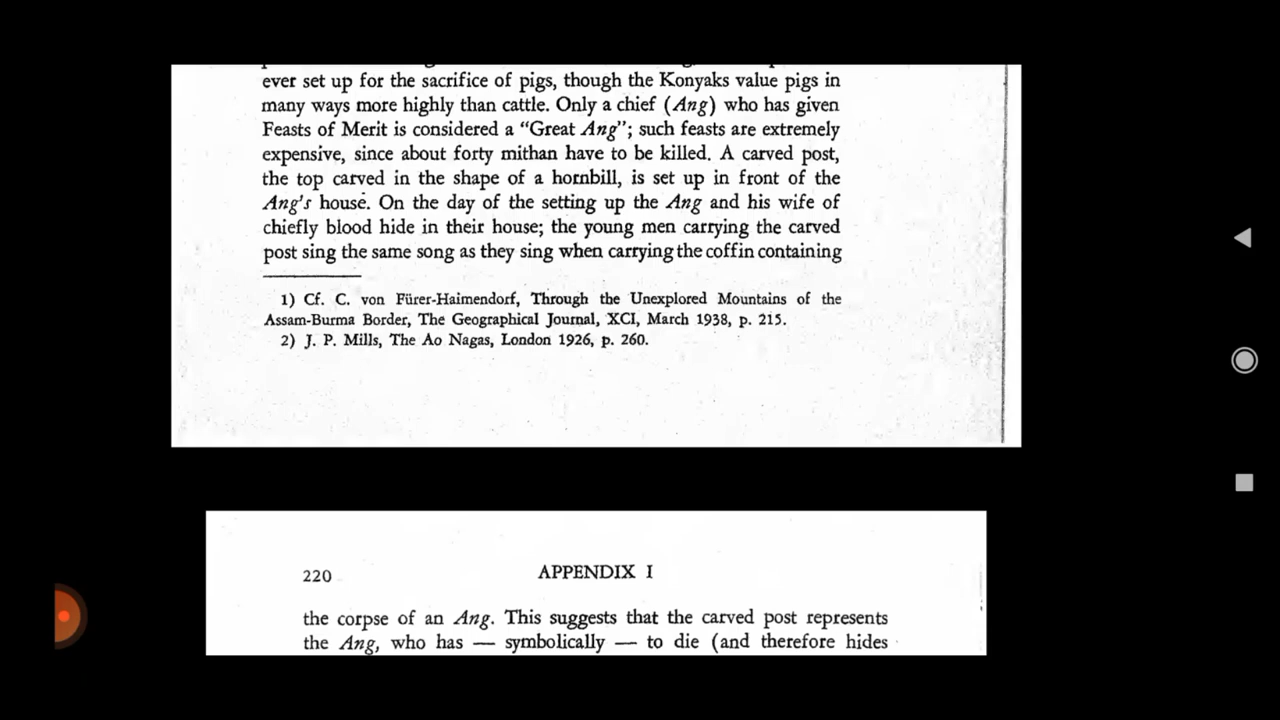 ever set up for the sacrifice of pigs, though the Konyaks value pigs in
many ways more highly than cattle. Only a chief (Ang) who has given
Feasts of Merit is considered a "Great Ang"; such feasts are extremely
expensive, since about forty mithan have to be killed. A carved post,
the top carved in the shape of a hornbill, is set up in front of the
Ang's house. On the day of the setting up the Ang and his wife of
chiefly blood hide in their house; the young men carrying the carved
post sing the same song as they sing when carrying the coffin containing
1) Cf. C. von Fürer-Haimendorf, Through the Unexplored Mountains of the
Assam-Burma Border, The Geographical Journal, XCI, March 1938, p. 215.
2) J. P. Mills, The Ao Nagas, London 1926, p. 260.
220 APPENDIX I
the corpse of an Ang. This suggests that the carved post represents
the Ang, who has — symbolically — to die (and therefore hides